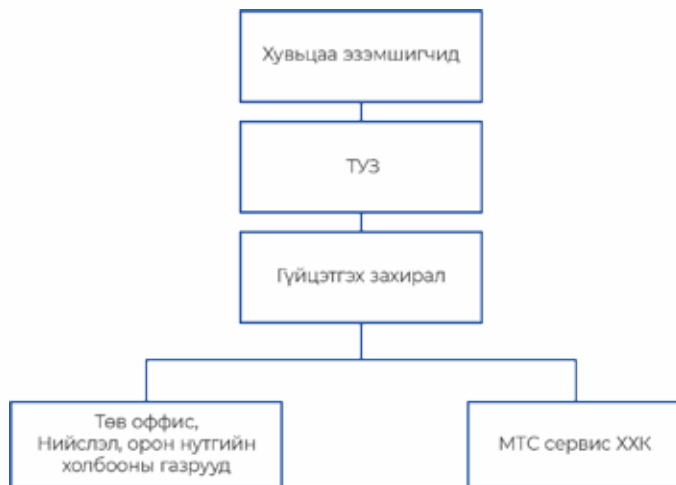 Хувьцаа эзэмшигчид
ТУЗ
Гүйцэтгэх захирал
Төв оффис,
Нийслэл, орон нутгийн
холбооны газрууд
МТС сервис ХХК